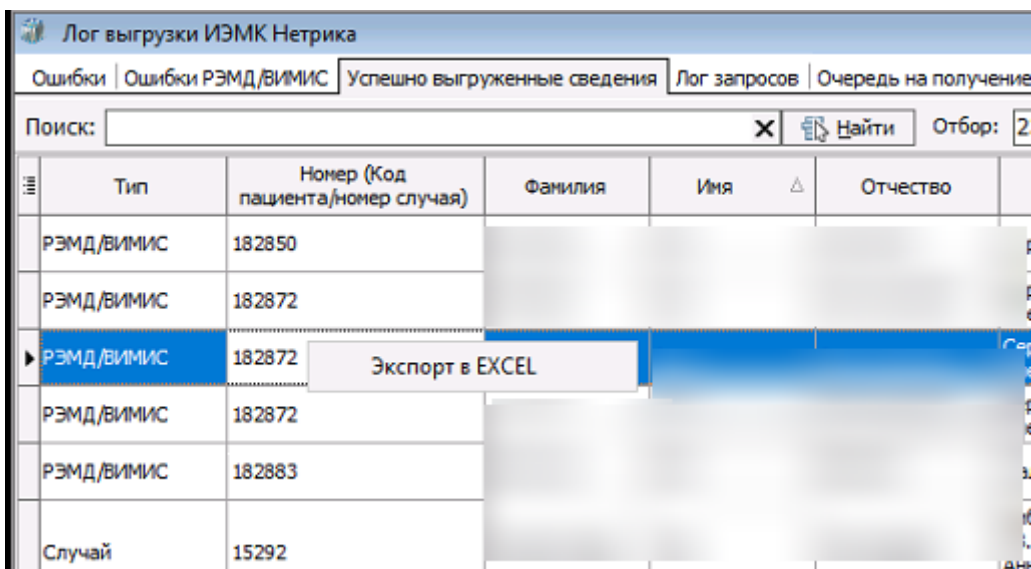 Лог выгрузки ИЭМК Нетрика
Ошибки Ошибки РЭМД/ВИМИС Успешно выгруженные сведения Лог запросов Очередь на получение
Поиск: Найти Отбор:
Тип Номер (Код пациента/номер случая) Фамилия Имя Отчество
РЭМД/ВИМИС 182850
РЭМД/ВИМИС 182872
РЭМД/ВИМИС 182872 Экспорт в EXCEL
РЭМД/ВИМИС 182872
РЭМД/ВИМИС 182883
Случай 15292